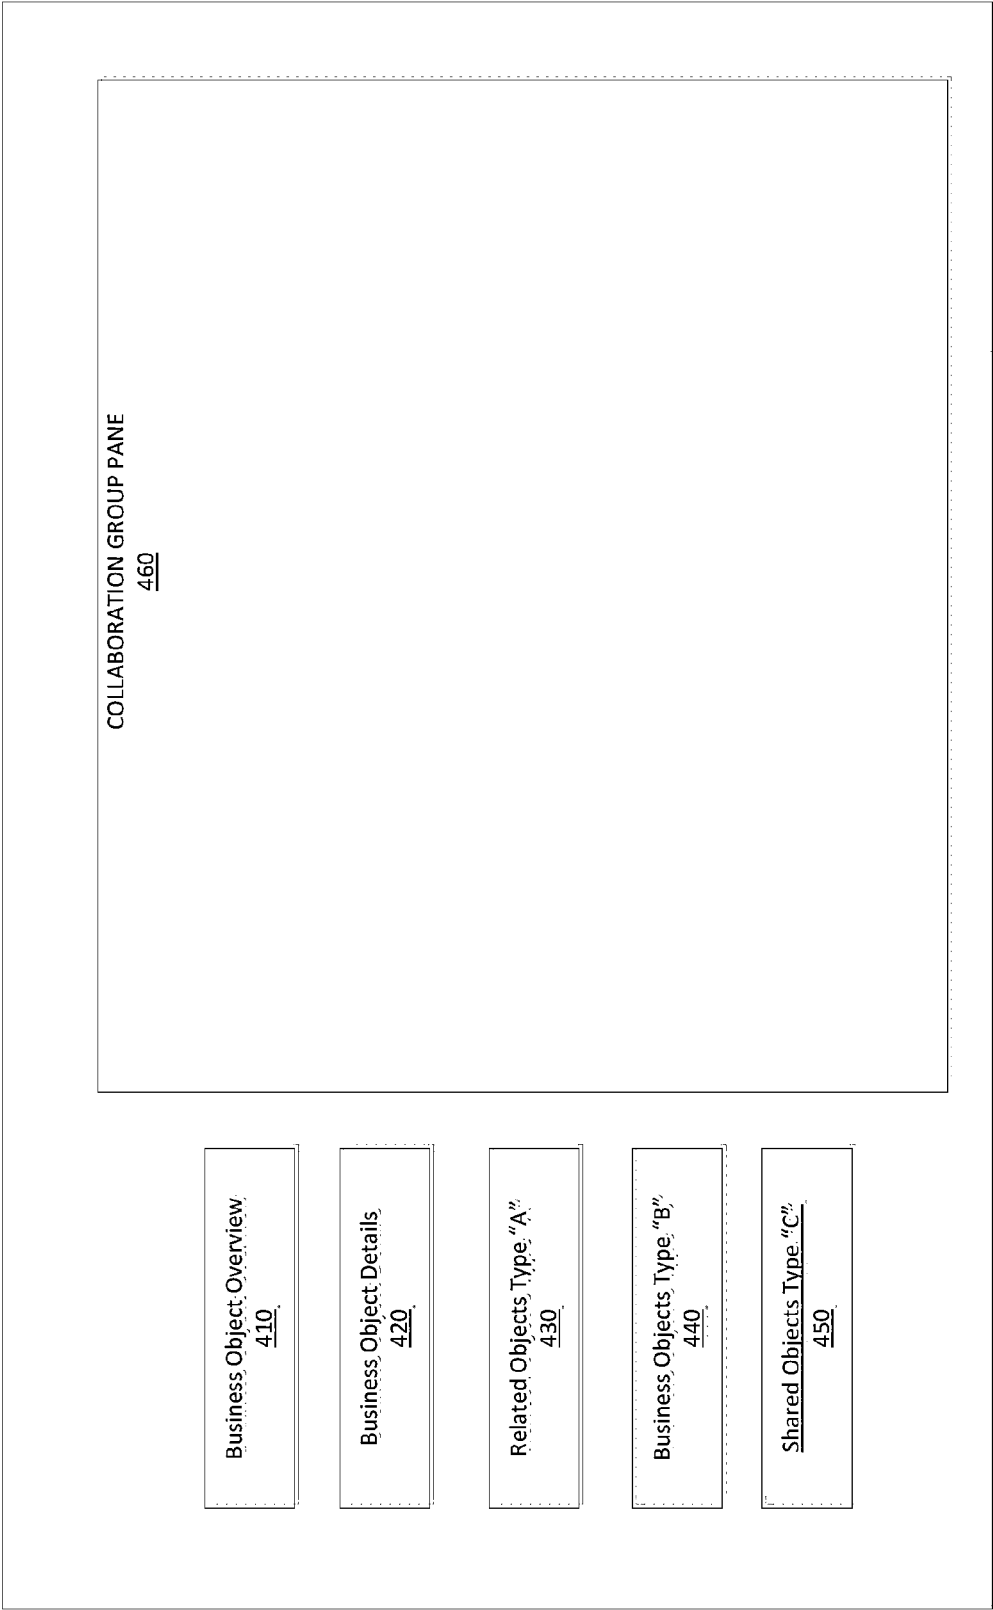 Business Object Overview
410
Business Object Details
420
Related Objects Type "A"
430
Business Objects Type "B"
440
Shared Objects Type "C"
450
COLLABORATION GROUP PANE
460